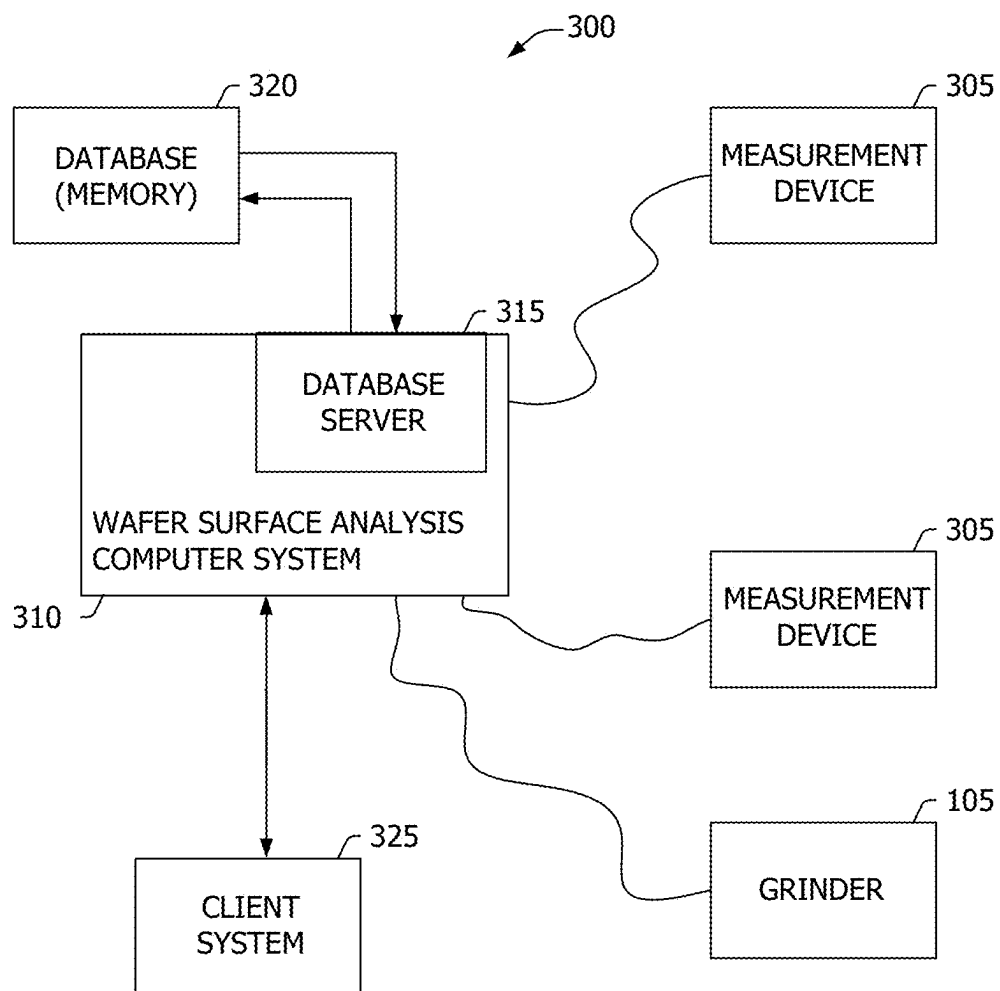 300
320
DATABASE
(MEMORY)
305
MEASUREMENT
DEVICE
315
DATABASE
SERVER
WAFER SURFACE ANALYSIS
COMPUTER SYSTEM
310
305
MEASUREMENT
DEVICE
325
CLIENT
SYSTEM
105
GRINDER